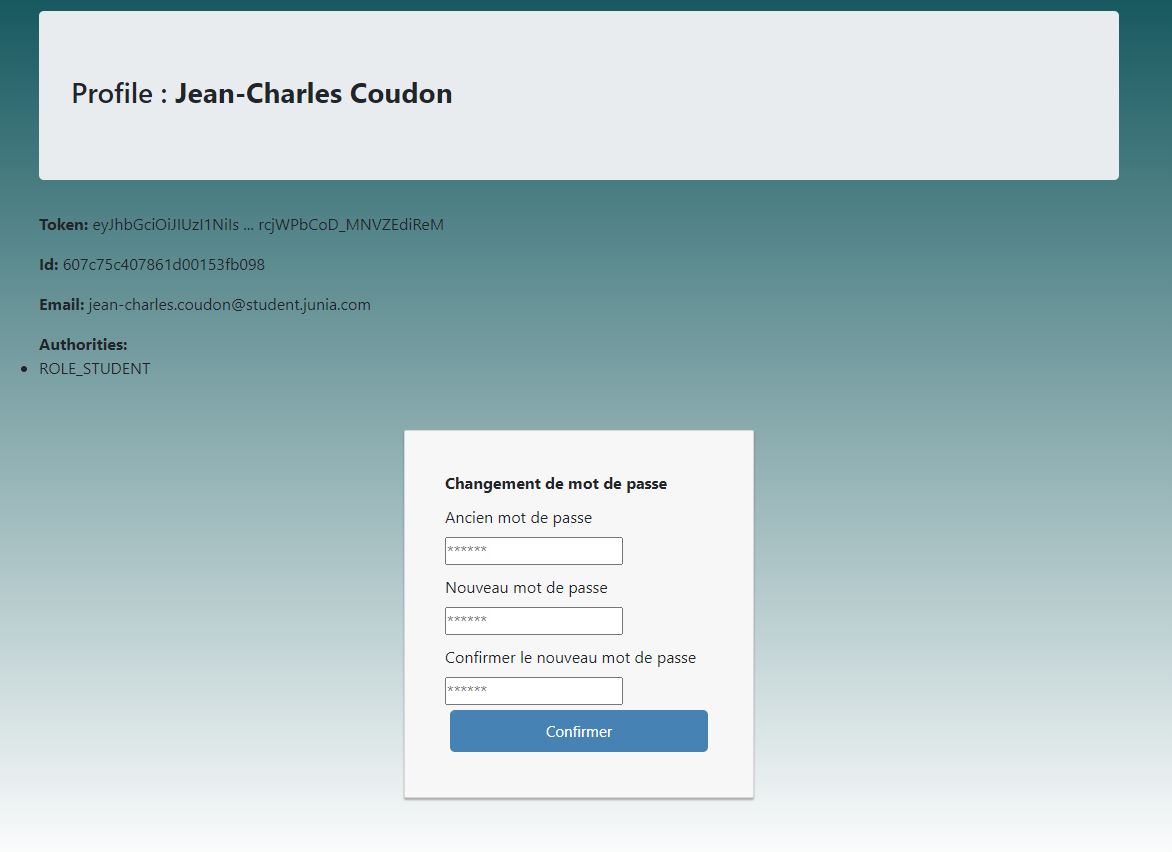 Profile : Jean-Charles Coudon
Token: eyJhbGciOiJIUzI1NiIs ... rcjWPbCoD_MNVZEdiReM
Id: 607c75c407861d00153fb098
Email: jean-charles.coudon@student.junia.com
Authorities:
ROLE_STUDENT
Changement de mot de passe
Ancien mot de passe
******
Nouveau mot de passe
******
Confirmer le nouveau mot de passe
******
Confirmer